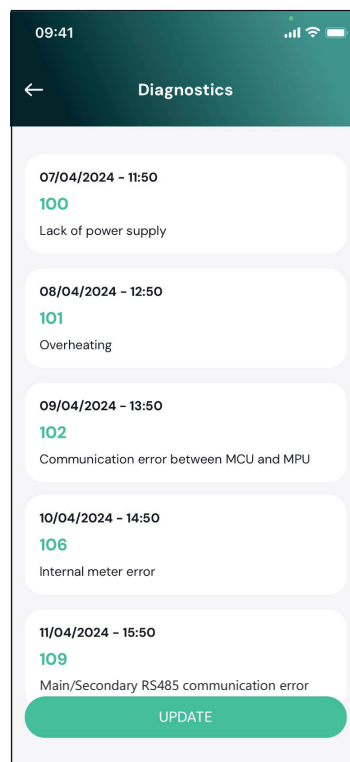 09:41
Diagnostics
07/04/2024 – 11:50
100
Lack of power supply
08/04/2024 – 12:50
101
Overheating
09/04/2024 – 13:50
102
Communication error between MCU and MPU
10/04/2024 – 14:50
106
Internal meter error
11/04/2024 – 15:50
109
Main/Secondary RS485 communication error
UPDATE